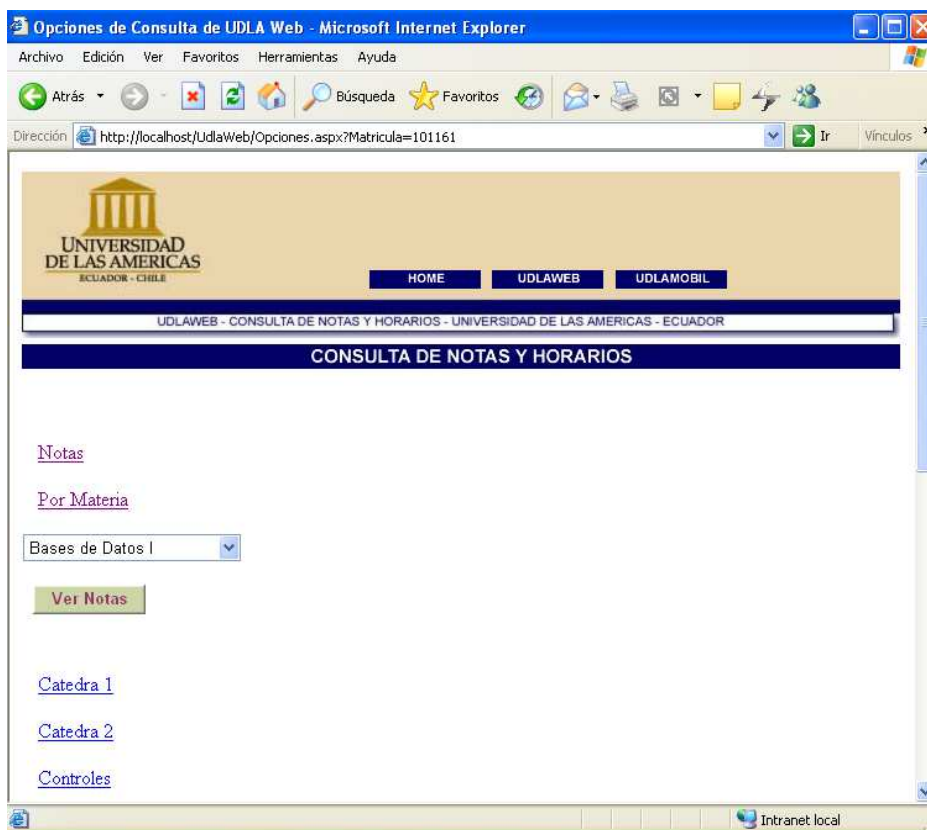 Opciones de Consulta de UDLA Web - Microsoft Internet Explorer
Archivo Edición Ver Favoritos Herramientas Ayuda
Atrás Búsqueda Favoritos
Dirección http://localhost/UdlaWeb/Opciones.aspx?Matricula=101161 Ir Vínculos
UNIVERSIDAD
DE LAS AMERICAS
ECUADOR - CHILE
HOME UDLAWEB UDLAMOBIL
UDLAWEB - CONSULTA DE NOTAS Y HORARIOS - UNIVERSIDAD DE LAS AMERICAS - ECUADOR
CONSULTA DE NOTAS Y HORARIOS
Notas
Por Materia
Bases de Datos I
Ver Notas
Catedra 1
Catedra 2
Controles
Intranet local